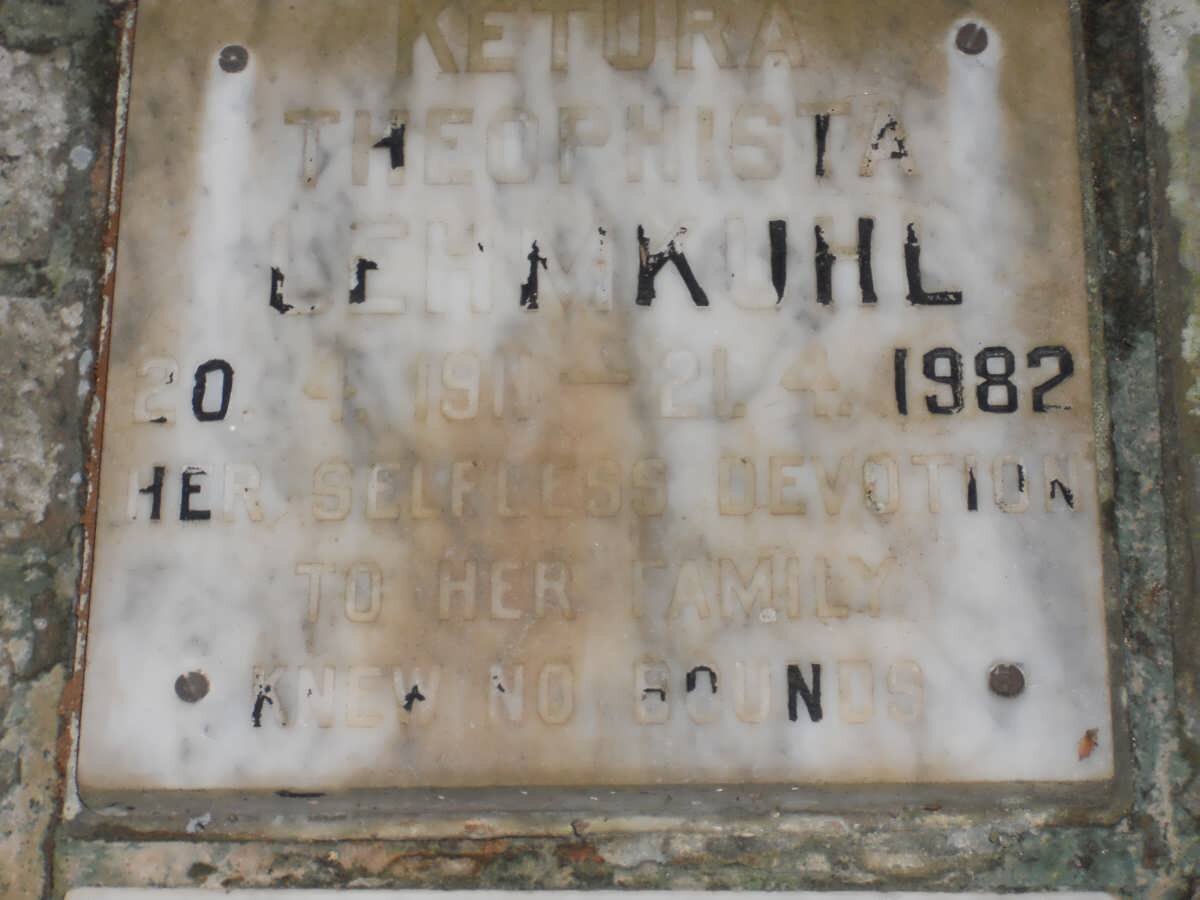 KETURA
THEOPHISTA
LEHMKUHL
20. 4. 1911 — 21. 4. 1982
HER SELFLESS DEVOTION
TO HER FAMILY
KNEW NO BOUNDS